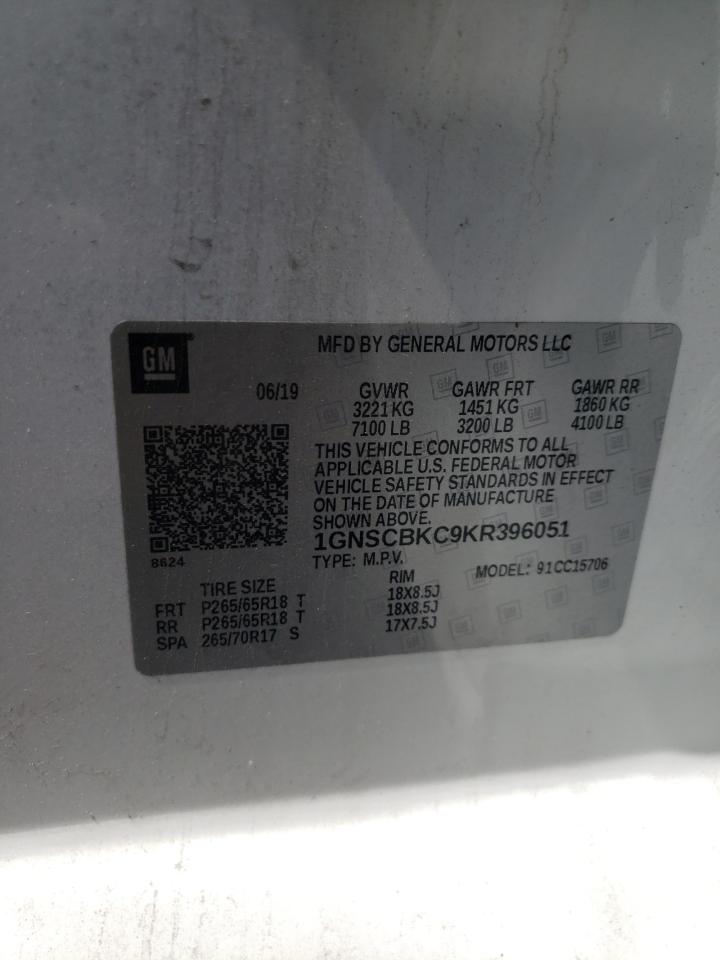 GM
MFD BY GENERAL MOTORS LLC
06/19 GVWR GAWR FRT GAWR RR
3221 KG 1451 KG 1860 KG
7100 LB 3200 LB 4100 LB
THIS VEHICLE CONFORMS TO ALL
APPLICABLE U.S. FEDERAL MOTOR
VEHICLE SAFETY STANDARDS IN EFFECT
ON THE DATE OF MANUFACTURE
SHOWN ABOVE.
1GNSCBKC9KR396051
8624
TYPE: M.P.V. MODEL: 91CC15706
TIRE SIZE RIM
FRT P265/65R18 T 18X8.5J
RR P265/65R18 T 18X8.5J
SPA 265/70R17 S 17X7.5J